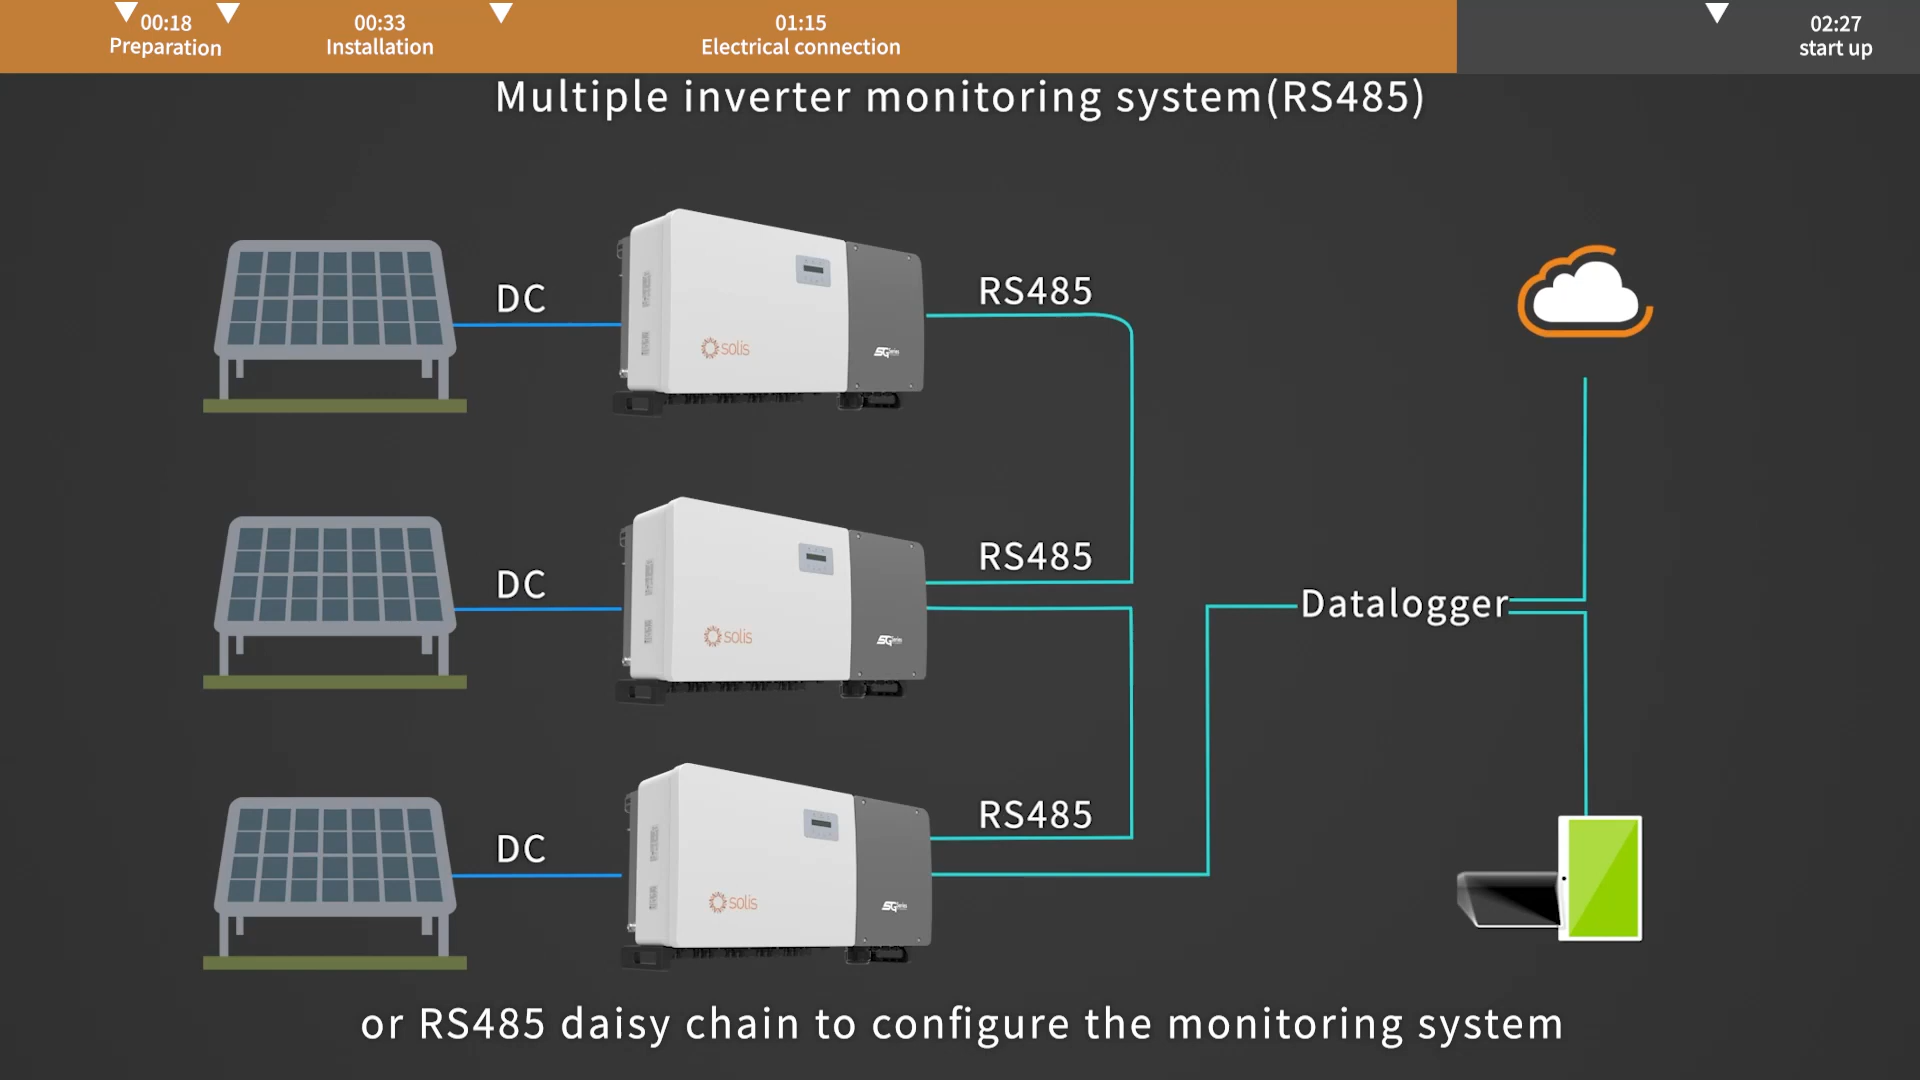 00:18
Preparation
00:33
Installation
01:15
Electrical connection
02:27
start up
Multiple inverter monitoring system(RS485)
DC
solis
RS485
DC
solis
RS485
Datalogger
DC
solis
RS485
or RS485 daisy chain to configure the monitoring system